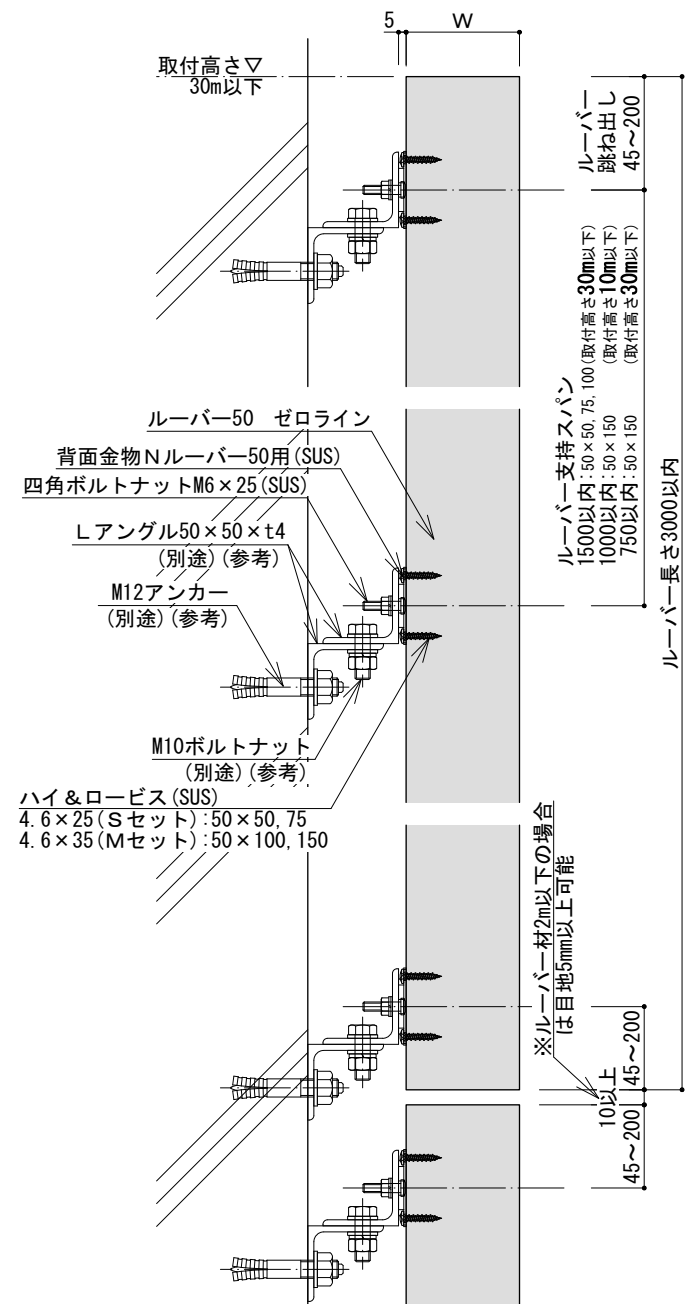 5
W
取付高さ▽
30m以下
ルーバー
跳ね出し
45～200
ルーバー支持スパン
1500以内：50×50, 75, 100（取付高さ30m以下）
1000以内：50×150　（取付高さ10m以下）
750以内：50×150　（取付高さ30m以下）
ルーバー長さ3000以内
ルーバー50　ゼロライン
背面金物Ｎルーバー50用(SUS)
四角ボルトナットM6×25(SUS)
Ｌアングル50×50×t4
(別途)(参考)
M12アンカー
(別途)(参考)
M10ボルトナット
(別途)(参考)
ハイ＆ロービス(SUS)
4.6×25(Ｓセット):50×50, 75
4.6×35(Ｍセット):50×100, 150
※ルーバー材2m以下の場合
は目地5mm以上可能
45～200
10以上
45～200